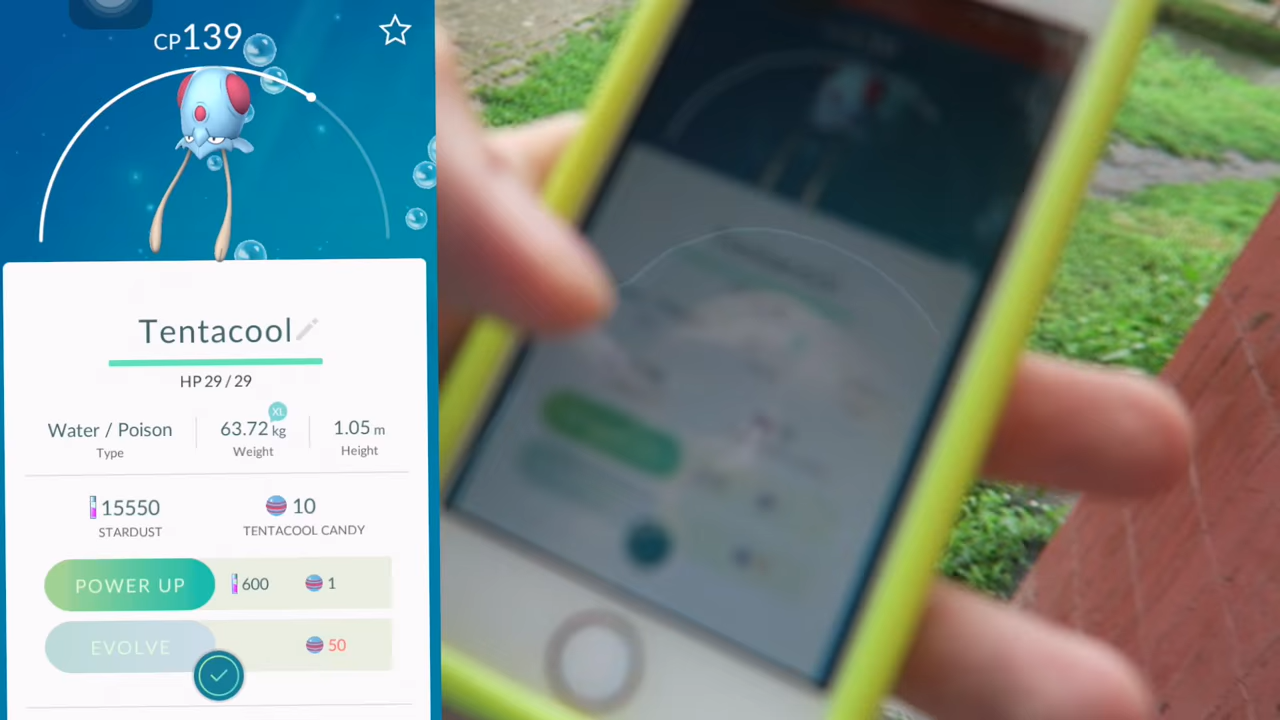 CP139
Tentacool
HP 29 / 29
Water / Poison
Type
XL
63.72 kg
Weight
1.05 m
Height
15550
STARDUST
10
TENTACOOL CANDY
POWER UP
600
1
EVOLVE
50